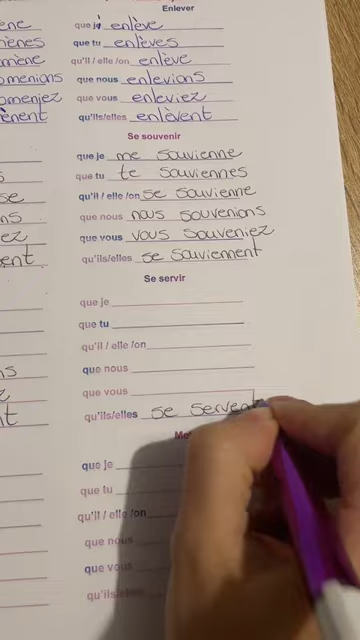 Enlever
que j' enlève
que tu enlèves
qu'il / elle /on enlève
que nous enlevions
que vous enleviez
qu'ils/elles enlèvent
Se souvenir
que je me souvienne
que tu te souviennes
qu'il / elle /on se souvienne
que nous nous souvenions
que vous vous souveniez
qu'ils/elles se souviennent
Se servir
que je
que tu
qu'il / elle /on
que nous
que vous
qu'ils/elles se servent
que je
que tu
qu'il / elle /on
que nous
que vous
qu'ils/elles